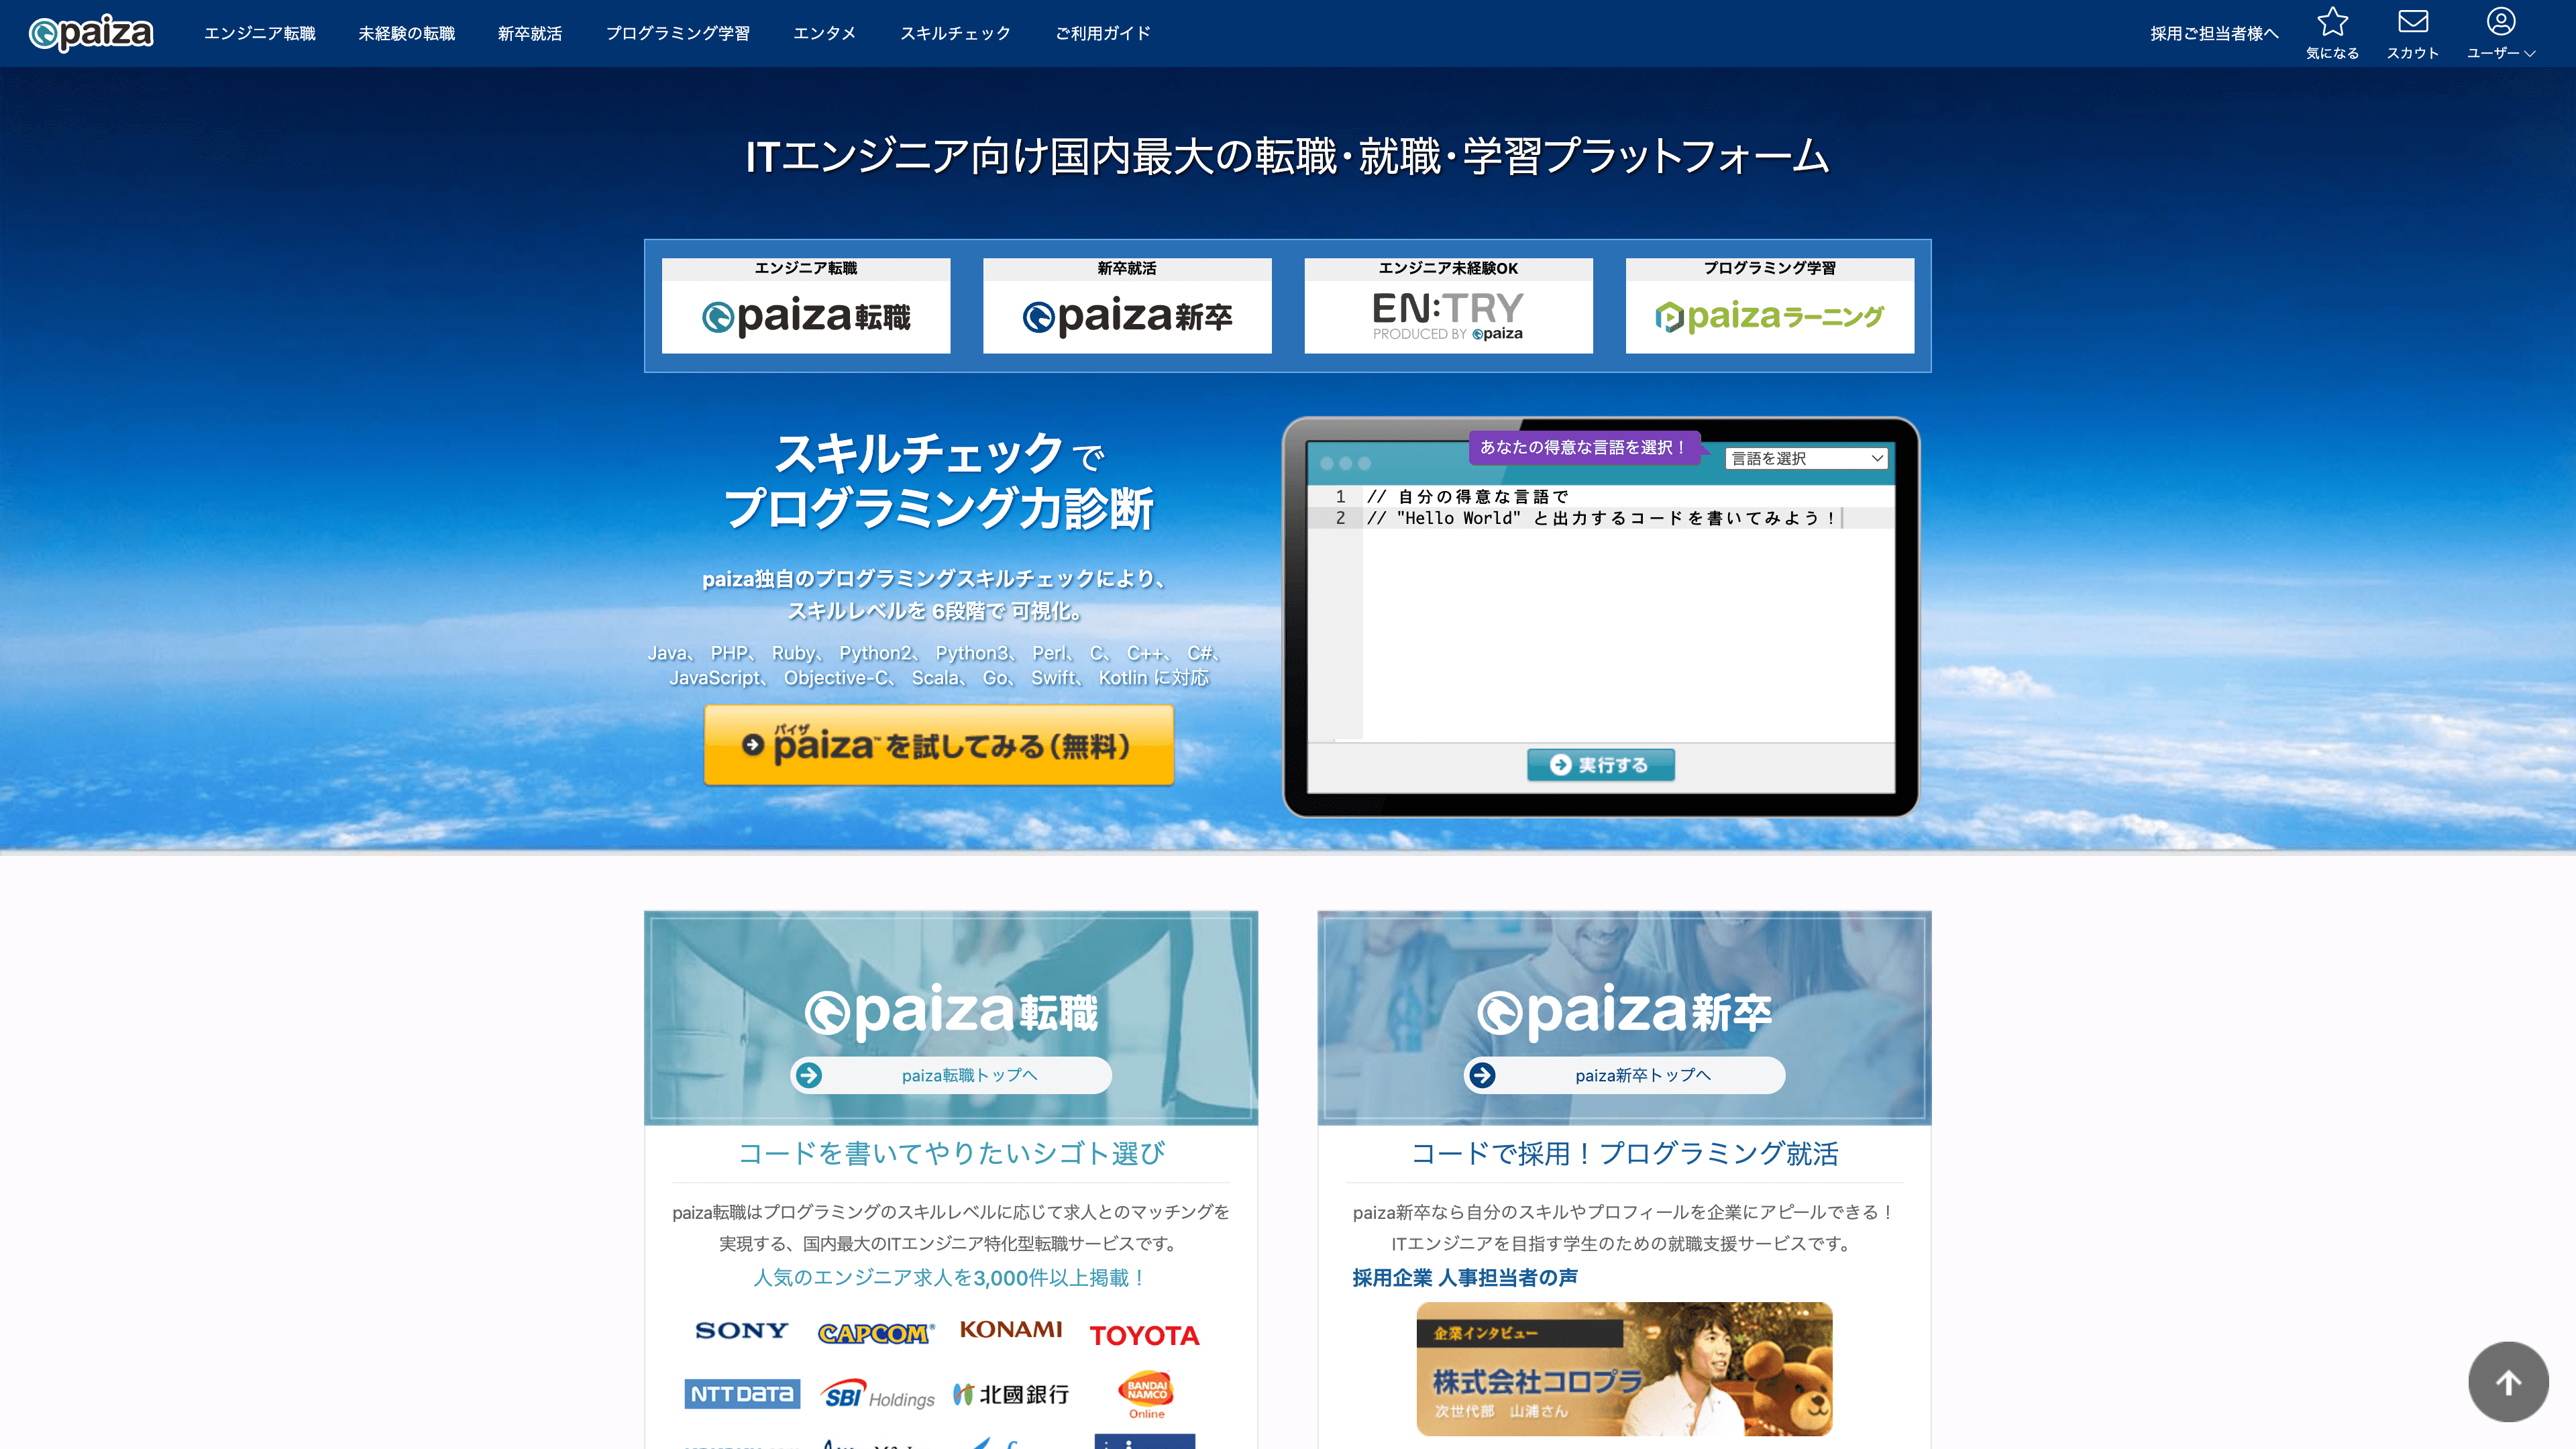 paiza
エンジニア転職
未経験の転職
新卒就活
プログラミング学習
エンタメ
スキルチェック
ご利用ガイド
採用ご担当者様へ
気になる
スカウト
ユーザー
ITエンジニア向け国内最大の転職・就職・学習プラットフォーム
エンジニア転職
paiza転職
新卒就活
paiza新卒
エンジニア未経験OK
EN:TRY
PRODUCED BY paiza
プログラミング学習
paizaラーニング
スキルチェックで
プログラミング力診断
paiza独自のプログラミングスキルチェックにより、
スキルレベルを 6段階で 可視化。
Java、 PHP、 Ruby、 Python2、 Python3、 Perl、 C、 C++、 C#、
JavaScript、 Objective-C、 Scala、 Go、 Swift、 Kotlin に対応
パイザ
paiza™を試してみる(無料)
あなたの得意な言語を選択！
言語を選択
1 // 自分の得意な言語で
2 // "Hello World" と出力するコードを書いてみよう！
実行する
paiza転職
paiza転職トップへ
コードを書いてやりたいシゴト選び
paiza転職はプログラミングのスキルレベルに応じて求人とのマッチングを
実現する、国内最大のITエンジニア特化型転職サービスです。
人気のエンジニア求人を3,000件以上掲載！
SONY CAPCOM® KONAMI TOYOTA
NTT DATA SBI Holdings 北國銀行 BANDAI NAMCO Online
paiza新卒
paiza新卒トップへ
コードで採用！プログラミング就活
paiza新卒なら自分のスキルやプロフィールを企業にアピールできる！
ITエンジニアを目指す学生のための就職支援サービスです。
採用企業 人事担当者の声
企業インタビュー
株式会社コロプラ
次世代部 山浦さん